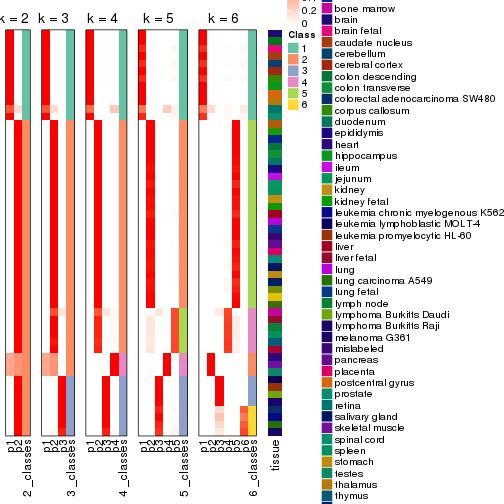 k = 2
k = 3
k = 4
k = 5
k = 6
0.2
0
Class
1
2
3
4
5
6
bone marrow
brain
brain fetal
caudate nucleus
cerebellum
cerebral cortex
colon descending
colon transverse
colorectal adenocarcinoma SW480
corpus callosum
duodenum
epididymis
heart
hippocampus
ileum
jejunum
kidney
kidney fetal
leukemia chronic myelogenous K562
leukemia lymphoblastic MOLT-4
leukemia promyelocytic HL-60
liver
liver fetal
lung
lung carcinoma A549
lung fetal
lymph node
lymphoma Burkitts Daudi
lymphoma Burkitts Raji
melanoma G361
mislabeled
pancreas
placenta
postcentral gyrus
prostate
retina
salivary gland
skeletal muscle
spinal cord
spleen
stomach
testes
thalamus
thymus
p1
p2
2_classes
p1
p2
p3
3_classes
p1
p2
p3
p4
4_classes
p1
p2
p3
p4
p5
5_classes
p1
p2
p3
p4
p5
p6
6_classes
tissue